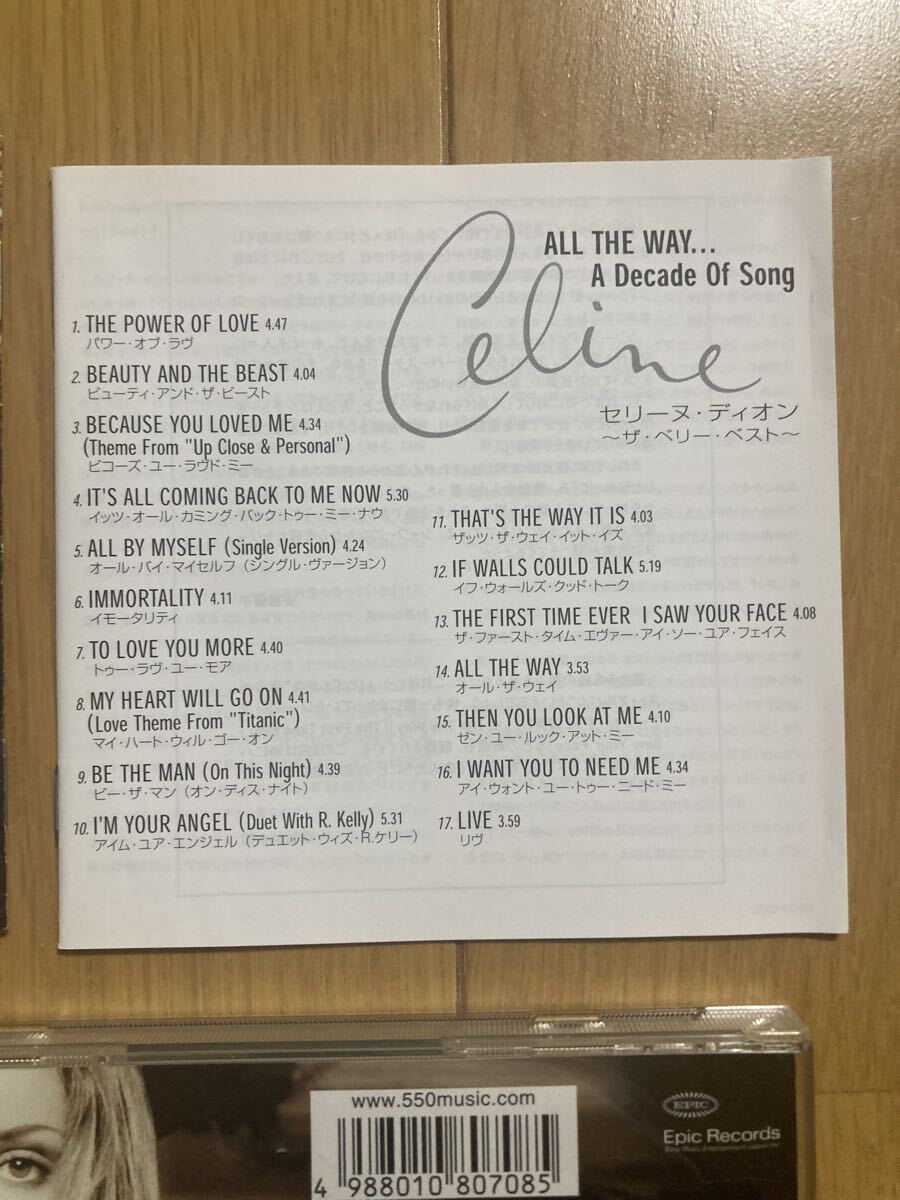 ALL THE WAY...
A Decade Of Song
Celine
セリーヌ・ディオン
〜ザ・ベリー・ベスト〜
1. THE POWER OF LOVE 4.47
パワー・オブ・ラヴ
2. BEAUTY AND THE BEAST 4.04
ビューティ・アンド・ザ・ビースト
3. BECAUSE YOU LOVED ME 4.34
(Theme From "Up Close & Personal")
ビコーズ・ユー・ラヴド・ミー
4. IT'S ALL COMING BACK TO ME NOW 5.30
イッツ・オール・カミング・バック・トゥー・ミー・ナウ
5. ALL BY MYSELF (Single Version) 4.24
オール・バイ・マイセルフ（シングル・ヴァージョン）
6. IMMORTALITY 4.11
イモータリティ
7. TO LOVE YOU MORE 4.40
トゥー・ラヴ・ユー・モア
8. MY HEART WILL GO ON 4.41
(Love Theme From "Titanic")
マイ・ハート・ウィル・ゴー・オン
9. BE THE MAN (On This Night) 4.39
ビー・ザ・マン（オン・ディス・ナイト）
10. I'M YOUR ANGEL (Duet With R. Kelly) 5.31
アイム・ユア・エンジェル（デュエット・ウィズ・R.ケリー）
11. THAT'S THE WAY IT IS 4.03
ザッツ・ザ・ウェイ・イット・イズ
12. IF WALLS COULD TALK 5.19
イフ・ウォールズ・クッド・トーク
13. THE FIRST TIME EVER I SAW YOUR FACE 4.08
ザ・ファースト・タイム・エヴァー・アイ・ソー・ユア・フェイス
14. ALL THE WAY 3.53
オール・ザ・ウェイ
15. THEN YOU LOOK AT ME 4.10
ゼン・ユー・ルック・アット・ミー
16. I WANT YOU TO NEED ME 4.34
アイ・ウォント・ユー・トゥー・ニード・ミー
17. LIVE 3.59
リヴ
www.550music.com
4 988010 807085
EPIC
Epic Records